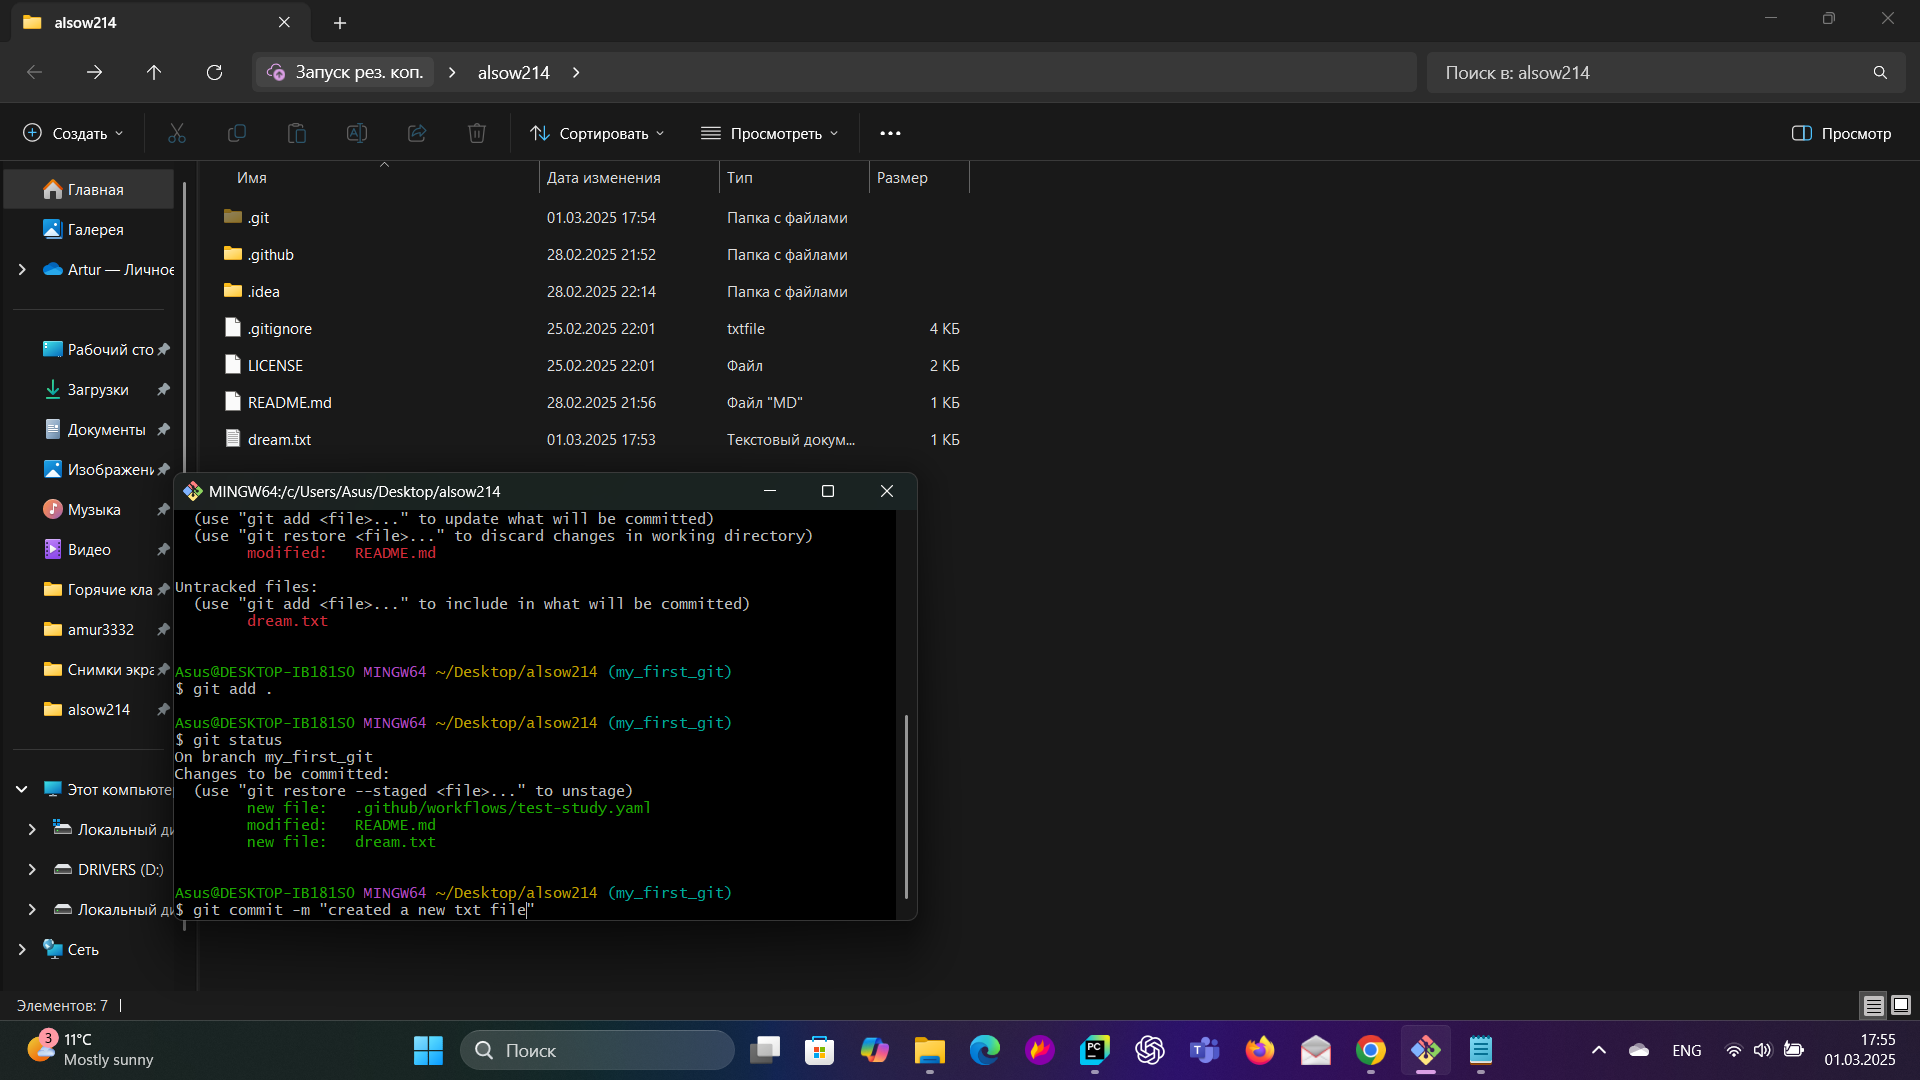 alsow214
Запуск рез. коп. > alsow214 >
Поиск в: alsow214
Создать
Сортировать
Просмотреть
Просмотр
Имя Дата изменения Тип Размер
.git 01.03.2025 17:54 Папка с файлами
.github 28.02.2025 21:52 Папка с файлами
.idea 28.02.2025 22:14 Папка с файлами
.gitignore 25.02.2025 22:01 txtfile 4 КБ
LICENSE 25.02.2025 22:01 Файл 2 КБ
README.md 28.02.2025 21:56 Файл "MD" 1 КБ
dream.txt 01.03.2025 17:53 Текстовый докум... 1 КБ
Главная
Галерея
Artur — Личное
Рабочий сто
Загрузки
Документы
Изображени
Музыка
Видео
Горячие кла
amur3332
Снимки экра
alsow214
Этот компьюте
Локальный ди
DRIVERS (D:)
Локальный ди
Сеть
MINGW64:/c/Users/Asus/Desktop/alsow214
(use "git add <file>..." to update what will be committed)
(use "git restore <file>..." to discard changes in working directory)
modified: README.md
Untracked files:
(use "git add <file>..." to include in what will be committed)
dream.txt
Asus@DESKTOP-IB181SO MINGW64 ~/Desktop/alsow214 (my_first_git)
$ git add .
Asus@DESKTOP-IB181SO MINGW64 ~/Desktop/alsow214 (my_first_git)
$ git status
On branch my_first_git
Changes to be committed:
(use "git restore --staged <file>..." to unstage)
new file: .github/workflows/test-study.yaml
modified: README.md
new file: dream.txt
Asus@DESKTOP-IB181SO MINGW64 ~/Desktop/alsow214 (my_first_git)
$ git commit -m "created a new txt file"
Элементов: 7
3
11°C
Mostly sunny
Поиск
PC
T
ENG
17:55
01.03.2025